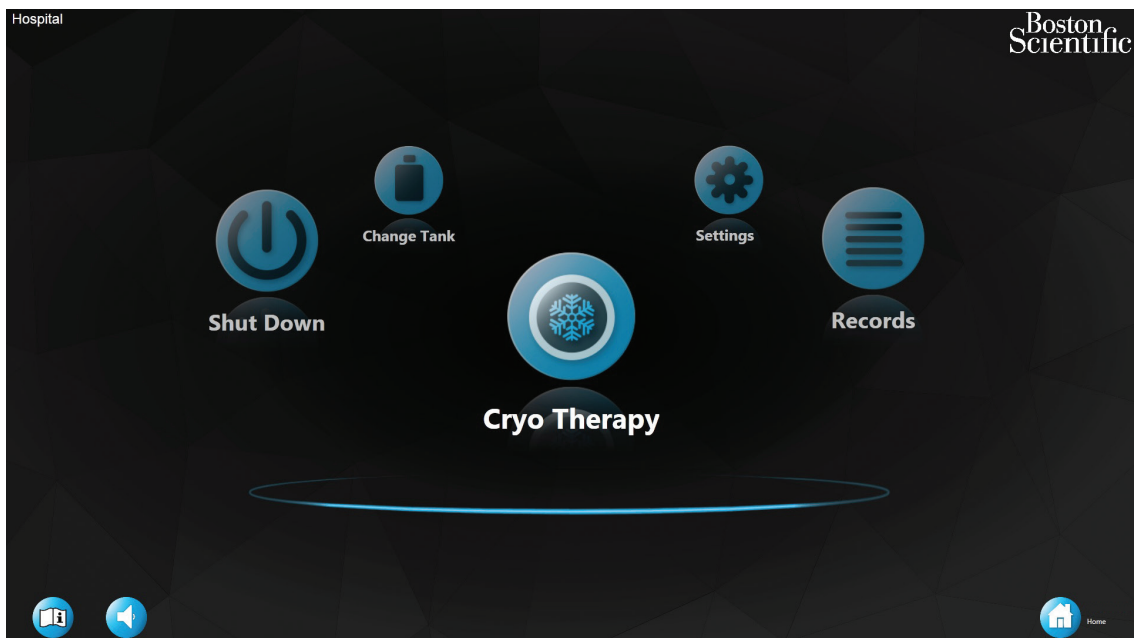 Hospital
Boston
Scientific
Change Tank
Settings
Shut Down
Records
Cryo Therapy
i
Home